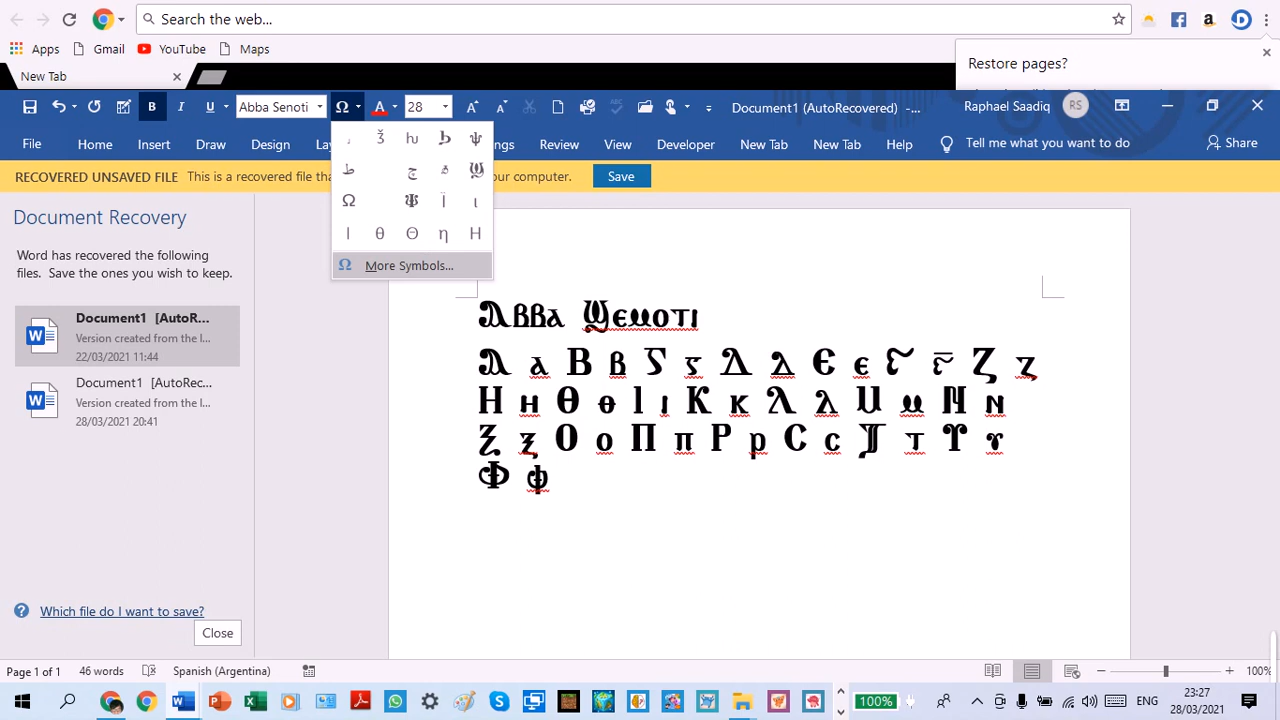 Search the web...
Apps Gmail YouTube Maps
Restore pages?
New Tab
B I U Abba Senoti Ω A 28 Document1 (AutoRecovered) -... Raphael Saadiq RS
File Home Insert Draw Design Lay ngs Review View Developer New Tab New Tab Help Tell me what you want to do Share
RECOVERED UNSAVED FILE This is a recovered file tha our computer. Save
Ω
More Symbols...
Document Recovery
Word has recovered the following
files. Save the ones you wish to keep.
Document1 [AutoR...
Version created from the l...
22/03/2021 11:44
Document1 [AutoRec...
Version created from the l...
28/03/2021 20:41
Which file do I want to save?
Close
Ⲁⲃⲃⲁ Ϣⲉⲛⲟϯ
Ⲁ ⲁ Ⲃ ⲃ Ⲅ ⲅ Ⲇ ⲇ Ⲉ ⲉ Ⲋ ⲋ Ⲍ ⲍ
Ⲏ ⲏ Ⲑ ⲑ Ⲓ ⲓ Ⲕ ⲕ Ⲗ ⲗ Ⲙ ⲙ Ⲛ ⲛ
Ⲝ ⲝ Ⲟ ⲟ Ⲡ ⲡ Ⲣ ⲣ Ⲥ ⲥ Ⲧ ⲧ Ⲩ ⲩ
Ⲫ ⲫ
Page 1 of 1 46 words Spanish (Argentina) 100%
100% ENG 23:27
28/03/2021